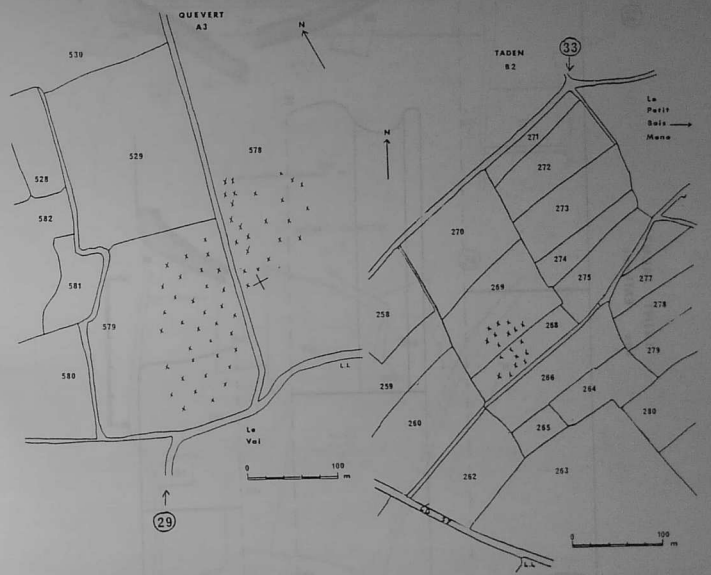 QUEVERT
A3
N
530
529
578
528
582
581
579
580
L.L
Le
Val
0 100
m
29
TADEN
B2
33
N
Le
Petit
Bois
Mene
271
272
273
270
274
275
269
277
278
258
268
279
266
259
264
280
260
265
263
262
0 100
m
L.L